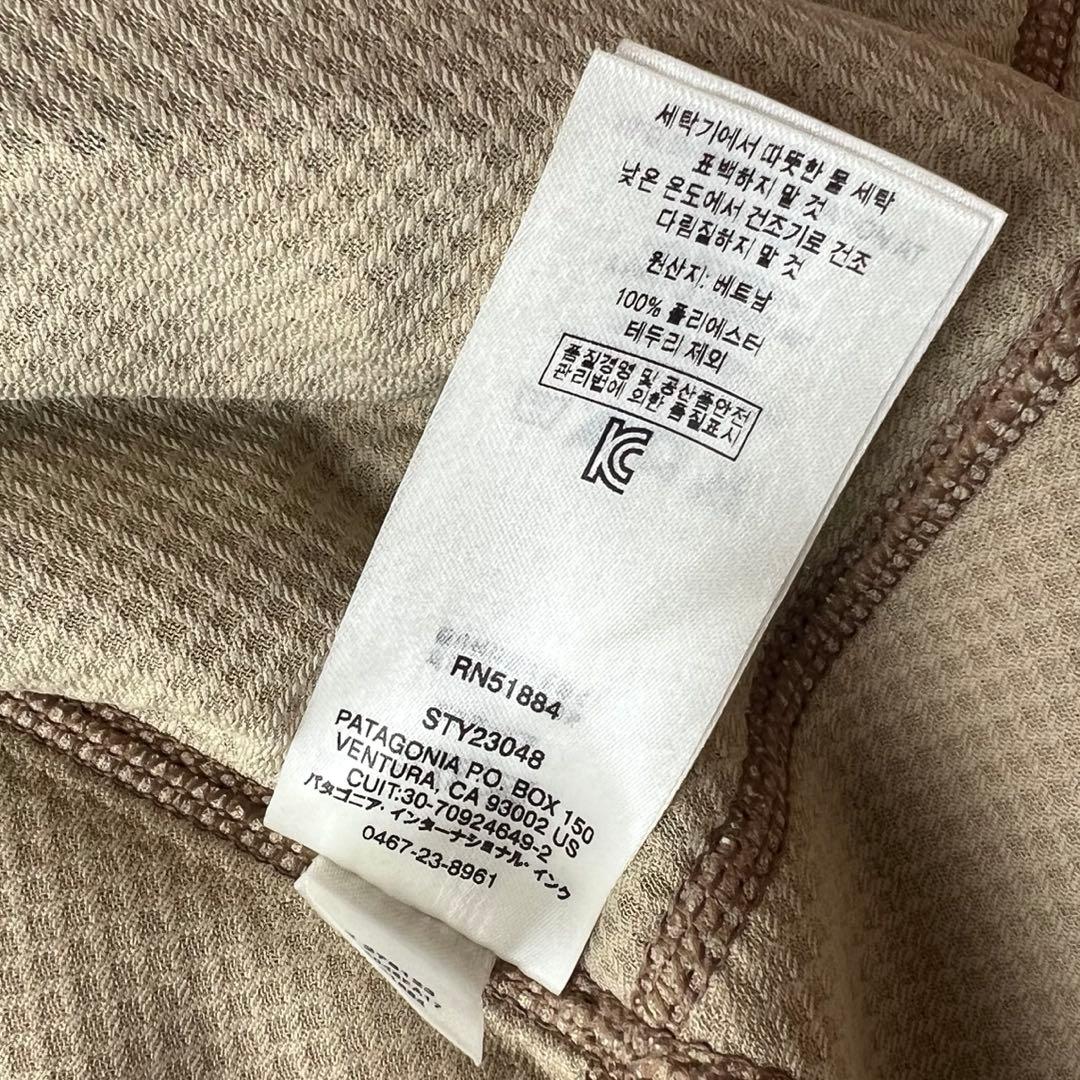 세탁기에서 따뜻한 물 세탁
표백하지 말 것
낮은 온도에서 건조기로 건조
다림질하지 말 것
원산지: 베트남
100% 폴리에스터
테두리 제외
품질경영 및 공산품안전
관리법에 의한 품질표시
KC
RN51884
STY23048
PATAGONIA P.O. BOX 150
VENTURA, CA 93002 US
CUIT:30-70924649-2
パタゴニア・インターナショナル・インク
0467-23-8961